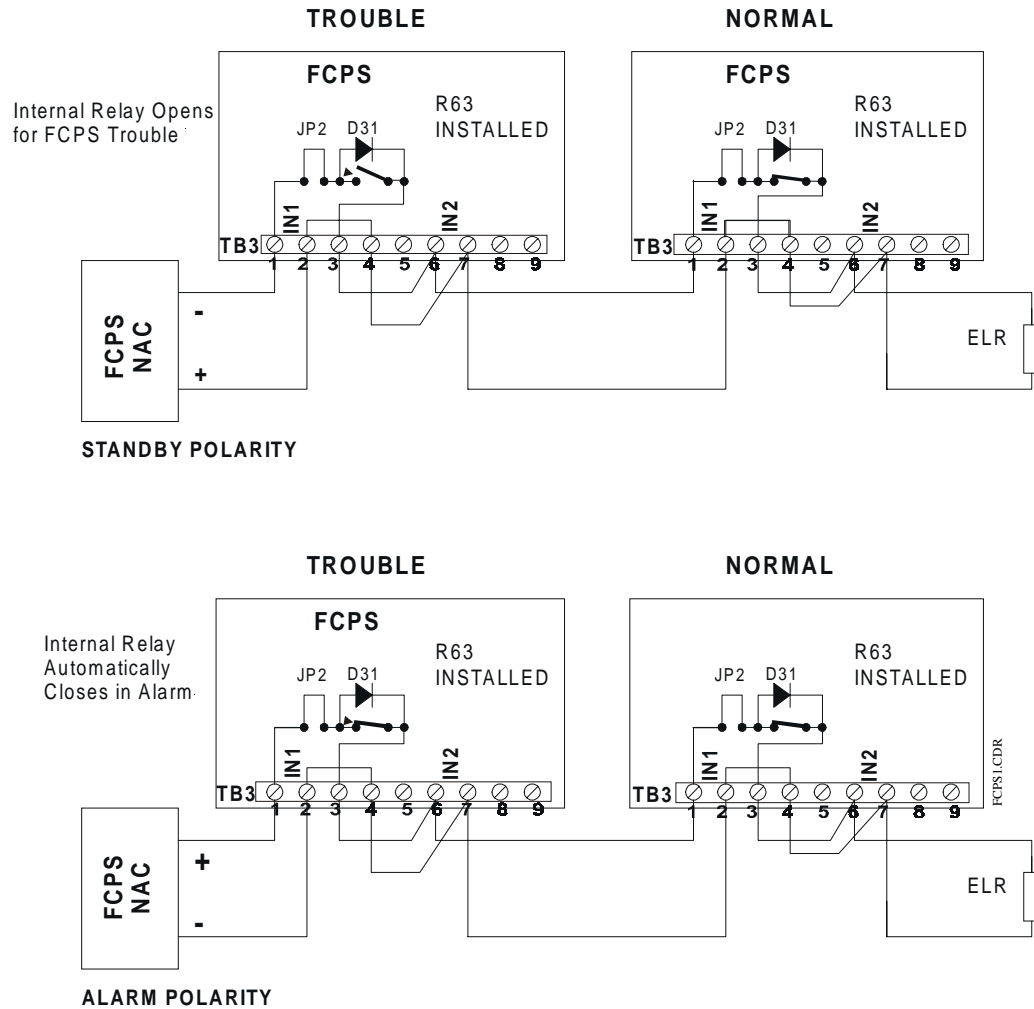 TROUBLE
NORMAL
Internal Relay Opens
for FCPS Trouble
FCPS
R63
INSTALLED
JP2 D31
IN1
IN2
TB3
1 2 3 4 5 6 7 8 9
FCPS
R63
INSTALLED
JP2 D31
IN1
IN2
TB3
1 2 3 4 5 6 7 8 9
FCPS
NAC
-
+
ELR
STANDBY POLARITY
TROUBLE
NORMAL
Internal Relay
Automatically
Closes in Alarm
FCPS
R63
INSTALLED
JP2 D31
IN1
IN2
TB3
1 2 3 4 5 6 7 8 9
R63
INSTALLED
JP2 D31
IN1
IN2
TB3
1 2 3 4 5 6 7 8 9
FCPS1.CDR
FCPS
NAC
+
-
ELR
ALARM POLARITY